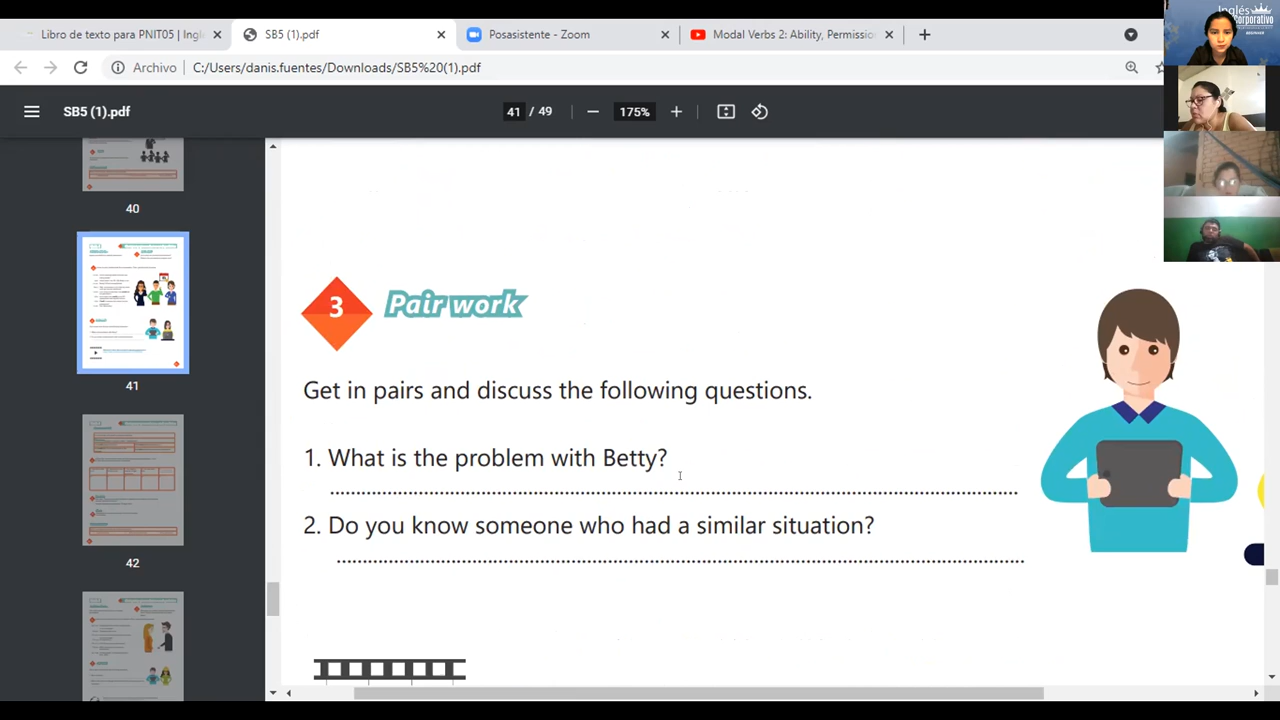 Libro de texto para PNIT05 | Ingl
SB5 (1).pdf
Posasistente - Zoom
Modal Verbs 2: Ability, Permissio
Inglés
Corporativo
BEGINNER
Archivo
C:/Users/danis.fuentes/Downloads/SB5%20(1).pdf
SB5 (1).pdf
41 / 49
175%
40
41
42
3
Pair work
Get in pairs and discuss the following questions.
1. What is the problem with Betty?
2. Do you know someone who had a similar situation?